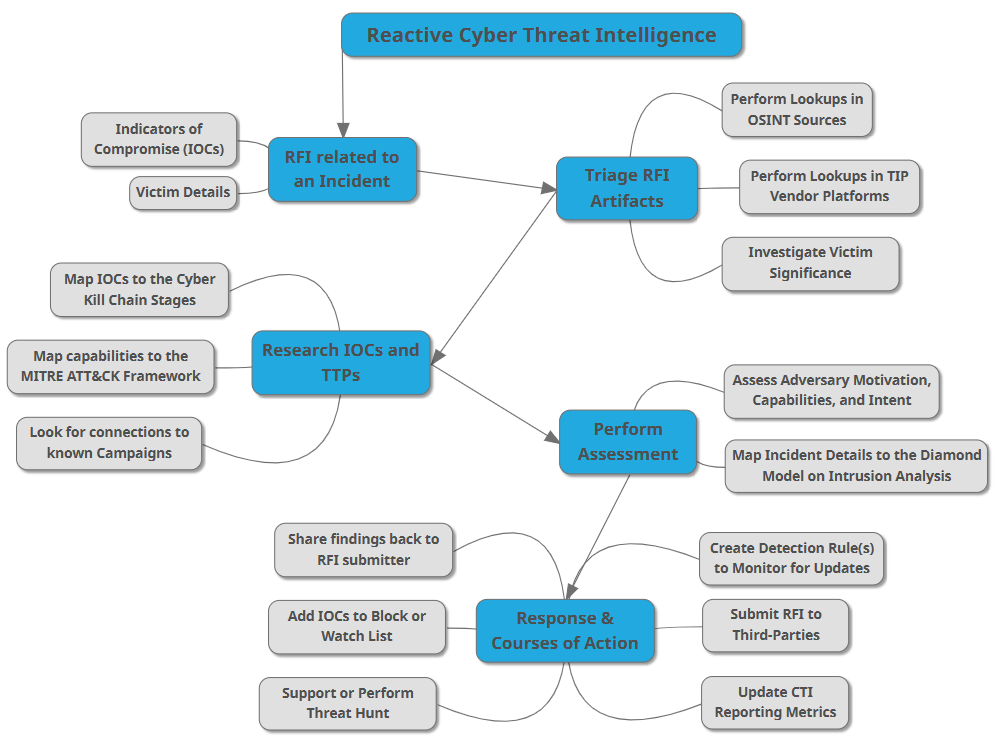 Reactive Cyber Threat Intelligence
Indicators of
Compromise (IOCs)
Victim Details
RFI related to
an Incident
Triage RFI
Artifacts
Perform Lookups in
OSINT Sources
Perform Lookups in TIP
Vendor Platforms
Investigate Victim
Significance
Map IOCs to the Cyber
Kill Chain Stages
Map capabilities to the
MITRE ATT&CK Framework
Look for connections to
known Campaigns
Research IOCs and
TTPs
Perform
Assessment
Assess Adversary Motivation,
Capabilities, and Intent
Map Incident Details to the Diamond
Model on Intrusion Analysis
Share findings back to
RFI submitter
Add IOCs to Block or
Watch List
Support or Perform
Threat Hunt
Response &
Courses of Action
Create Detection Rule(s)
to Monitor for Updates
Submit RFI to
Third-Parties
Update CTI
Reporting Metrics